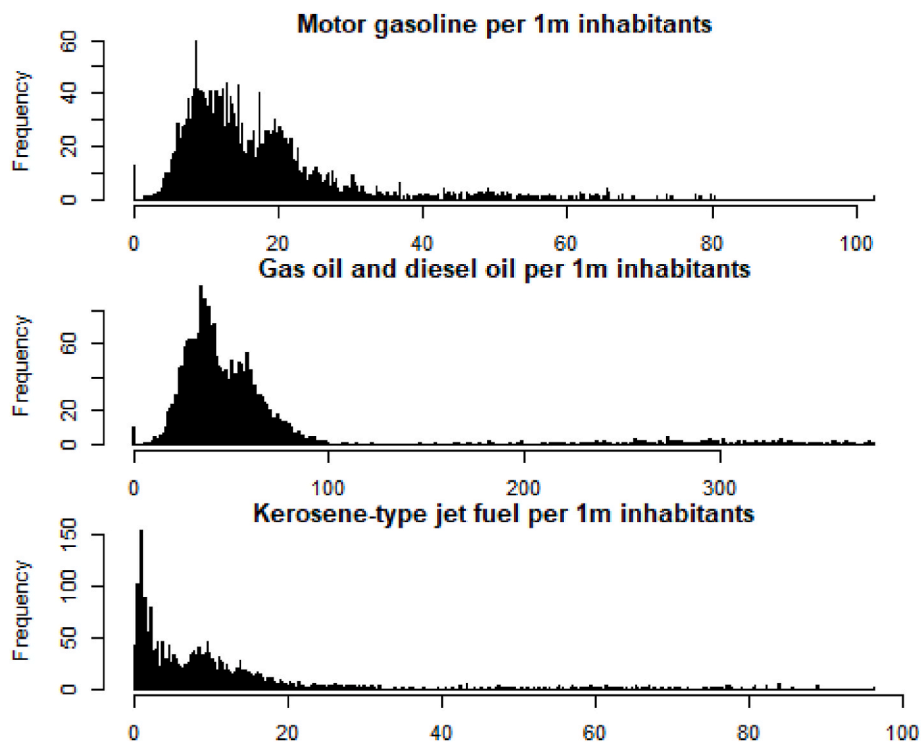 Motor gasoline per 1m inhabitants
Frequency
60
40
20
0
0 20 40 60 80 100
Gas oil and diesel oil per 1m inhabitants
Frequency
60
20
0
0 100 200 300
Kerosene-type jet fuel per 1m inhabitants
Frequency
150
100
50
0
0 20 40 60 80 100